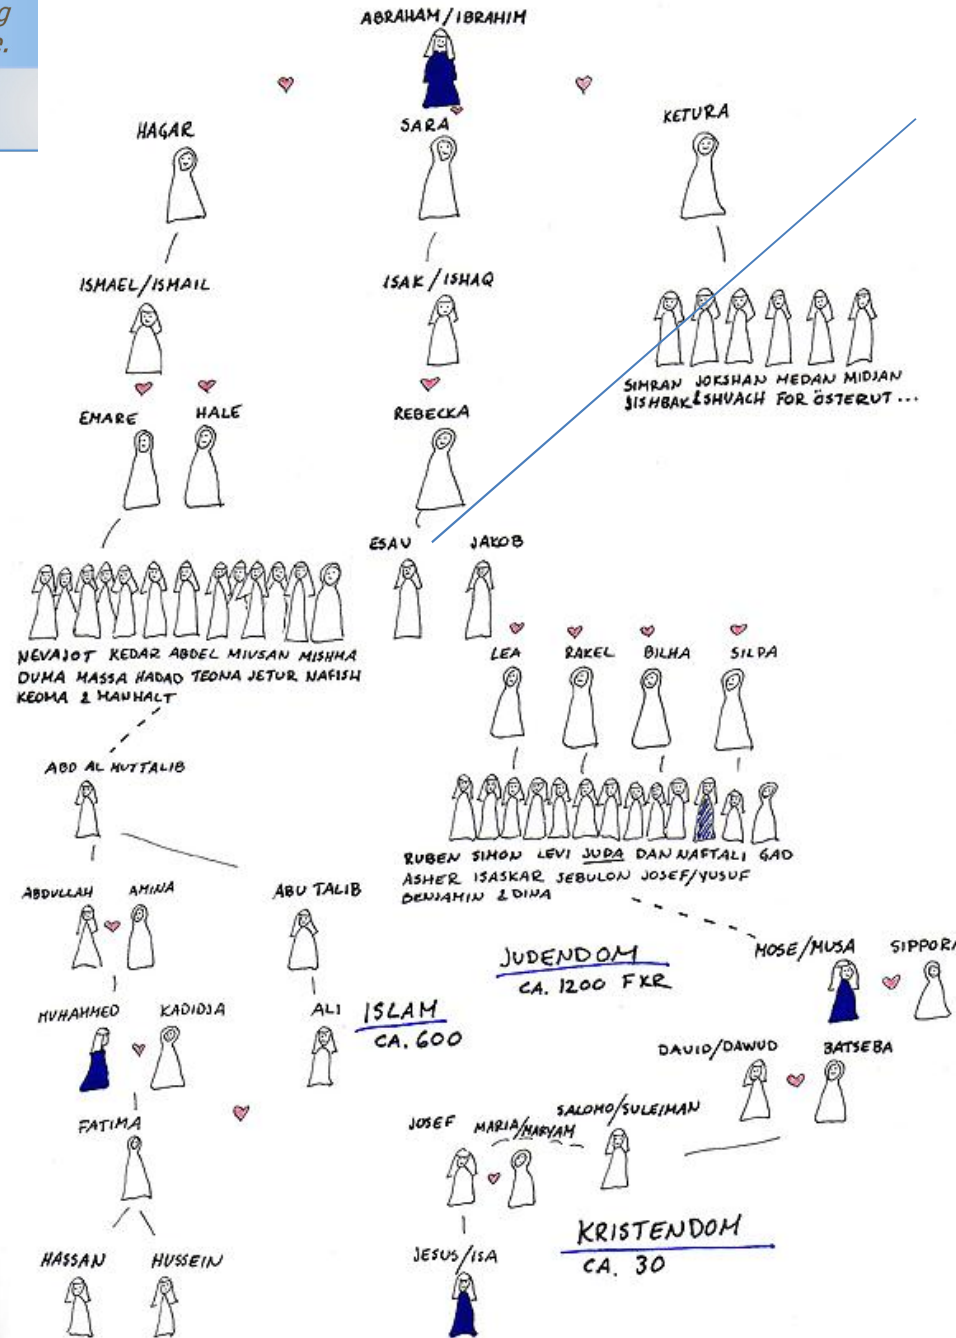 g
e.
ABRAHAM/IBRAHIM
HAGAR
SARA
KETURA
ISMAEL/ISMAIL
ISAK/ISHAQ
SIMRAN JOKSHAN MEDAN MIDJAN
JISHBAK & SHUACH FOR ÖSTERUT ...
EMARE
HALE
REBECKA
ESAU
JAKOB
NEVAJOT KEDAR ABDEL MIVSAN MISHMA
DUMA MASSA HADAD TEONA JETUR NAFISH
KEDMA & MANHALT
LEA
RAKEL
BILHA
SILPA
ABD AL MUTTALIB
RUBEN SIMON LEVI JUDA DAN NAFTALI GAD
ASHER ISASKAR SEBULON JOSEF/YUSUF
BENJAMIN & DINA
ABDULLAH
AMINA
ABU TALIB
JUDENDOM
CA. 1200 FKR
MOSE/MUSA
SIPPORA
MUHAMMED
KADIDJA
ALI
ISLAM
CA. 600
DAVID/DAWUD
BATSEBA
FATIMA
JOSEF
MARIA/MARYAM
SALOMO/SULEIMAN
KRISTENDOM
CA. 30
HASSAN
HUSSEIN
JESUS/ISA